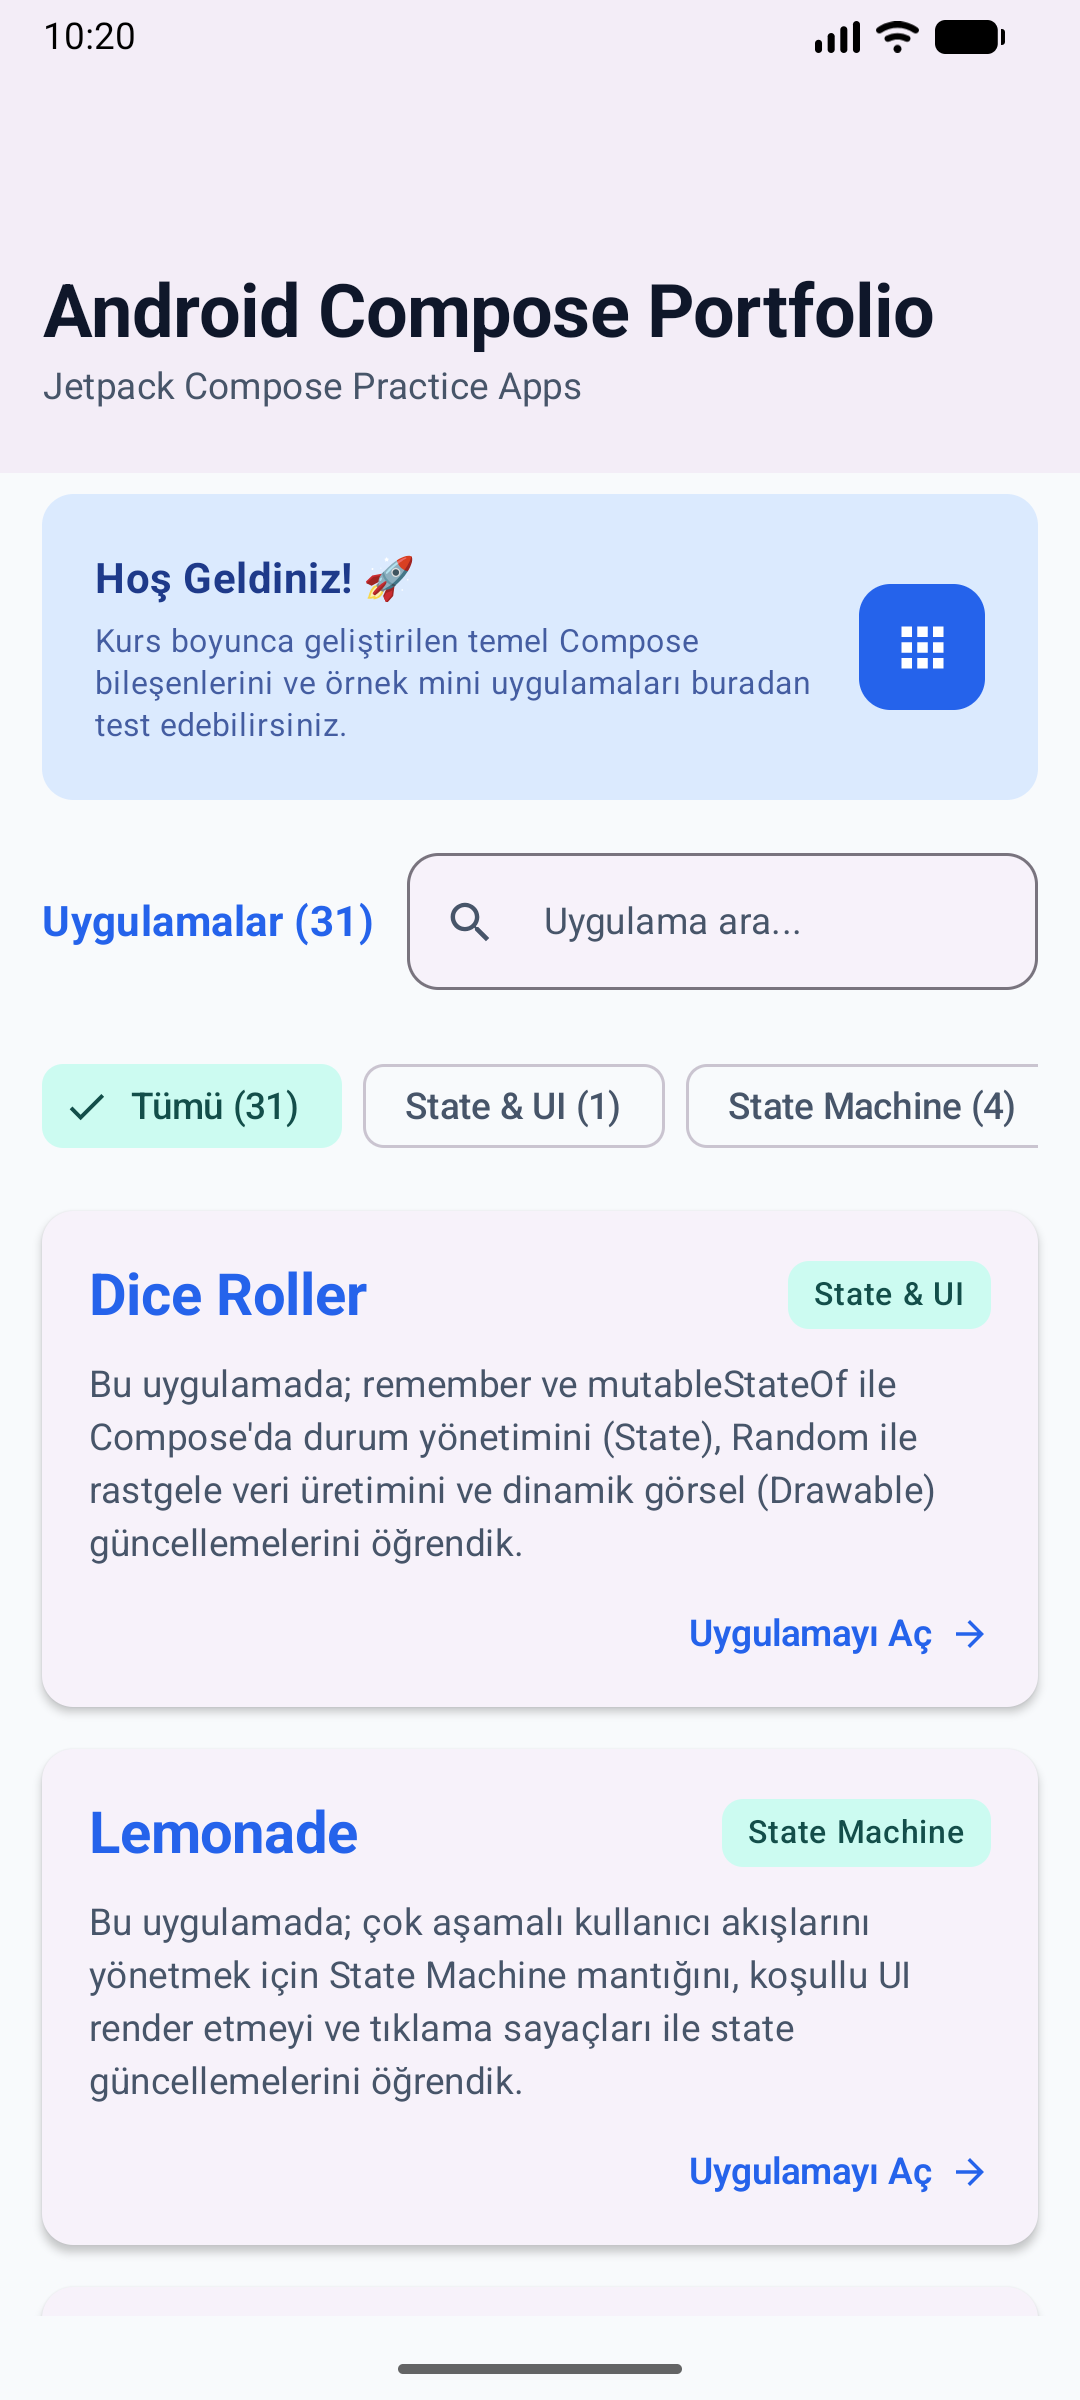 10:20
Android Compose Portfolio
Jetpack Compose Practice Apps
Hoş Geldiniz! 🚀
Kurs boyunca geliştirilen temel Compose
bileşenlerini ve örnek mini uygulamaları buradan
test edebilirsiniz.
Uygulamalar (31)
Uygulama ara...
Tümü (31)
State & UI (1)
State Machine (4)
Dice Roller
State & UI
Bu uygulamada; remember ve mutableStateOf ile
Compose'da durum yönetimini (State), Random ile
rastgele veri üretimini ve dinamik görsel (Drawable)
güncellemelerini öğrendik.
Uygulamayı Aç
Lemonade
State Machine
Bu uygulamada; çok aşamalı kullanıcı akışlarını
yönetmek için State Machine mantığını, koşullu UI
render etmeyi ve tıklama sayaçları ile state
güncellemelerini öğrendik.
Uygulamayı Aç